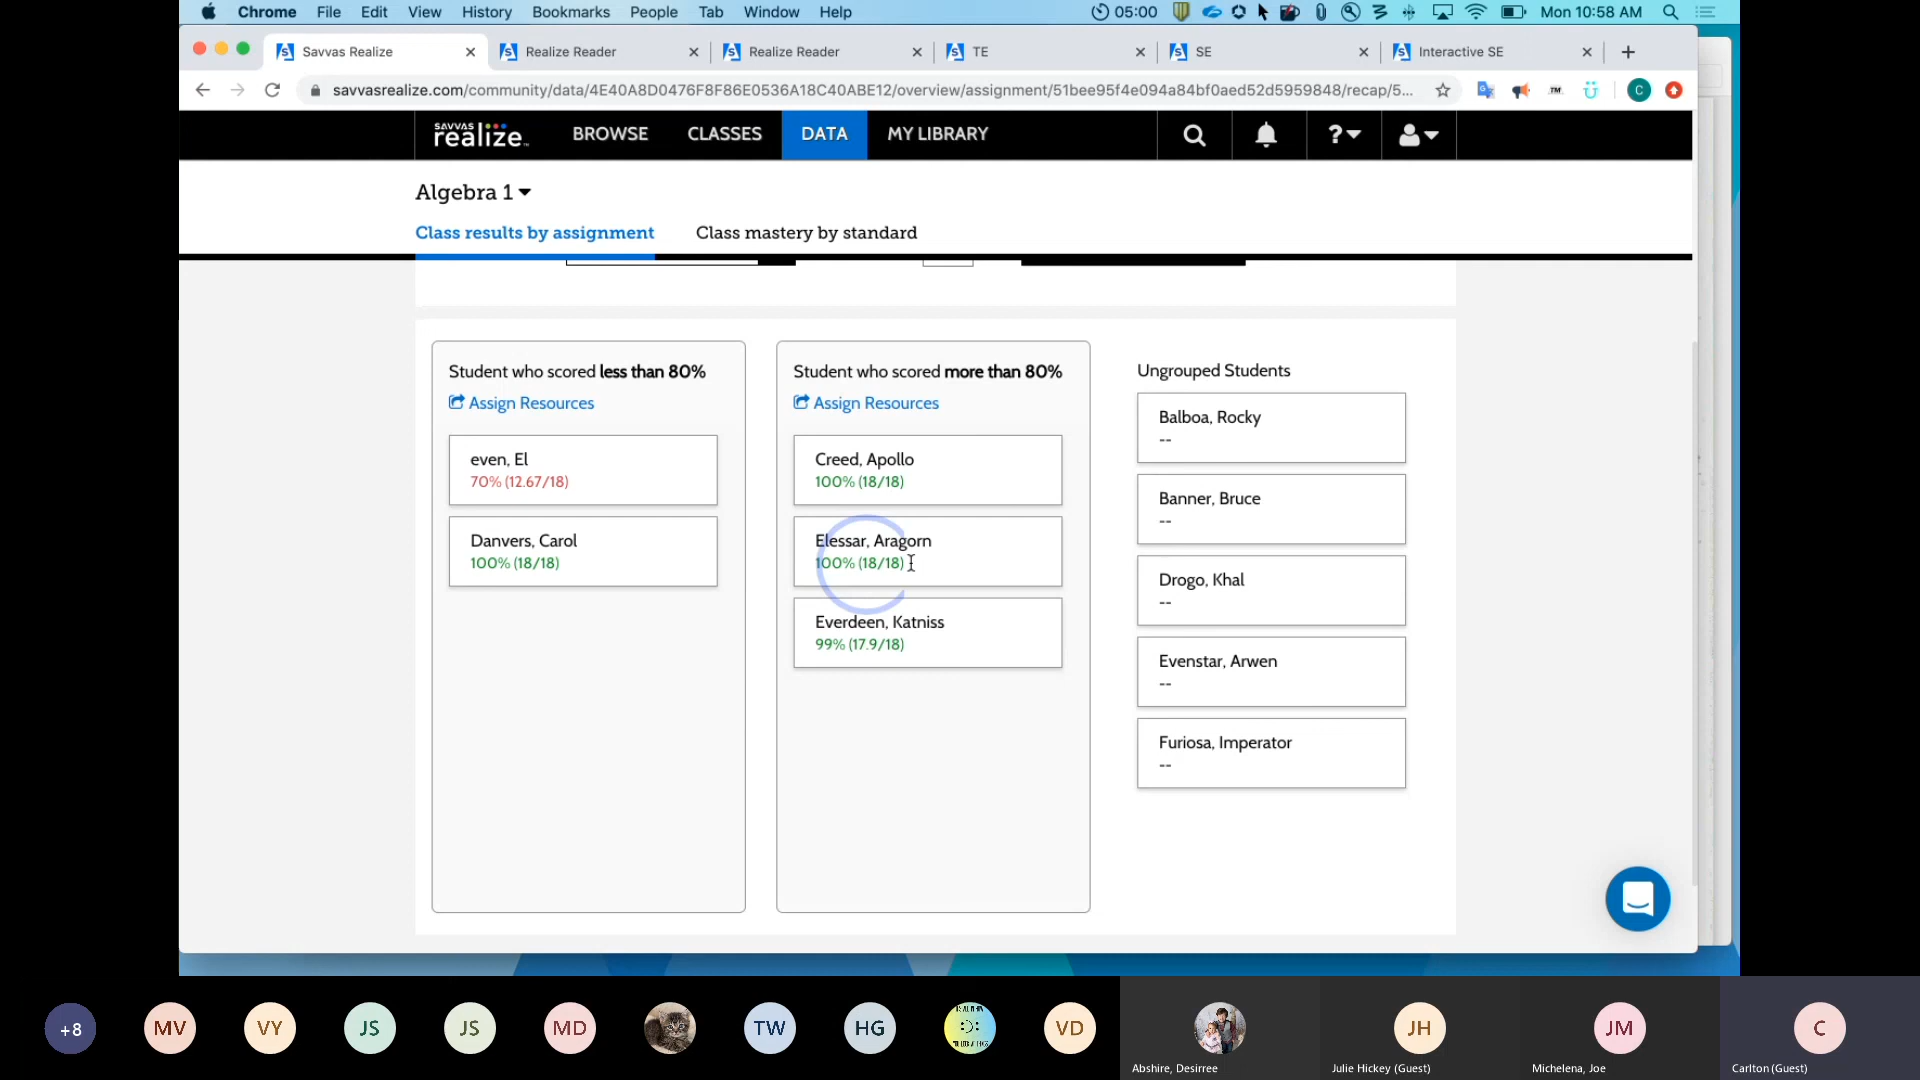 Chrome File Edit View History Bookmarks People Tab Window Help
05:00 Mon 10:58 AM
Savvas Realize
Realize Reader
Realize Reader
TE
SE
Interactive SE
savvasrealize.com/community/data/4E40A8D0476F8F86E0536A18C40ABE12/overview/assignment/51bee95f4e094a84bf0aed52d5959848/recap/5...
C
SAVVAS
realize
BROWSE CLASSES DATA MY LIBRARY
?
Algebra 1
Class results by assignment
Class mastery by standard
Student who scored less than 80%
Assign Resources
even, El
70% (12.67/18)
Danvers, Carol
100% (18/18)
Student who scored more than 80%
Assign Resources
Creed, Apollo
100% (18/18)
Elessar, Aragorn
100% (18/18)
Everdeen, Katniss
99% (17.9/18)
Ungrouped Students
Balboa, Rocky
--
Banner, Bruce
--
Drogo, Khal
--
Evenstar, Arwen
--
Furiosa, Imperator
--
+8
MV
VY
JS
JS
MD
TW
HG
VD
JH
JM
C
Abshire, Desirree
Julie Hickey (Guest)
Michelena, Joe
Carlton (Guest)